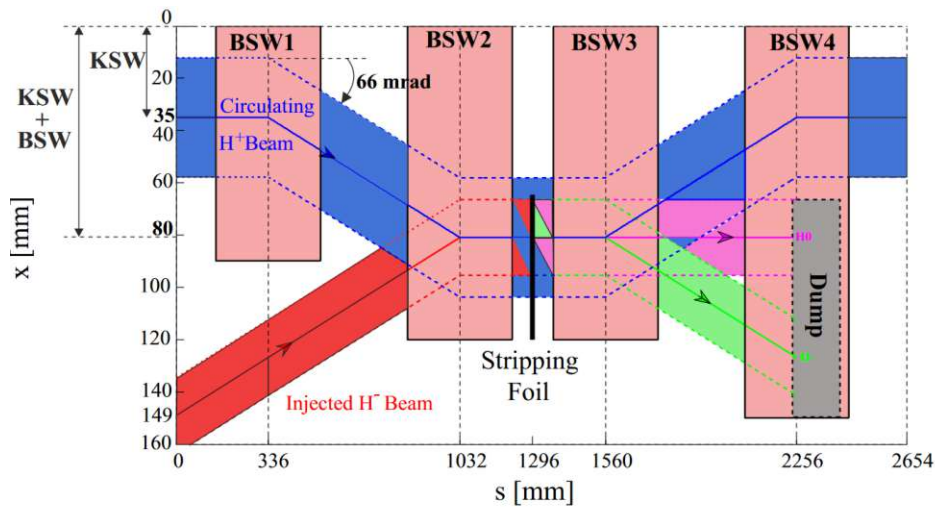 0
20
35
40
60
80
100
120
140
149
160
x [mm]
KSW
KSW
+
BSW
BSW1
BSW2
BSW3
BSW4
66 mrad
Circulating
H⁺Beam
Injected H⁻ Beam
Stripping
Foil
H0
Dump
0
336
1032
1296
1560
2256
2654
s [mm]